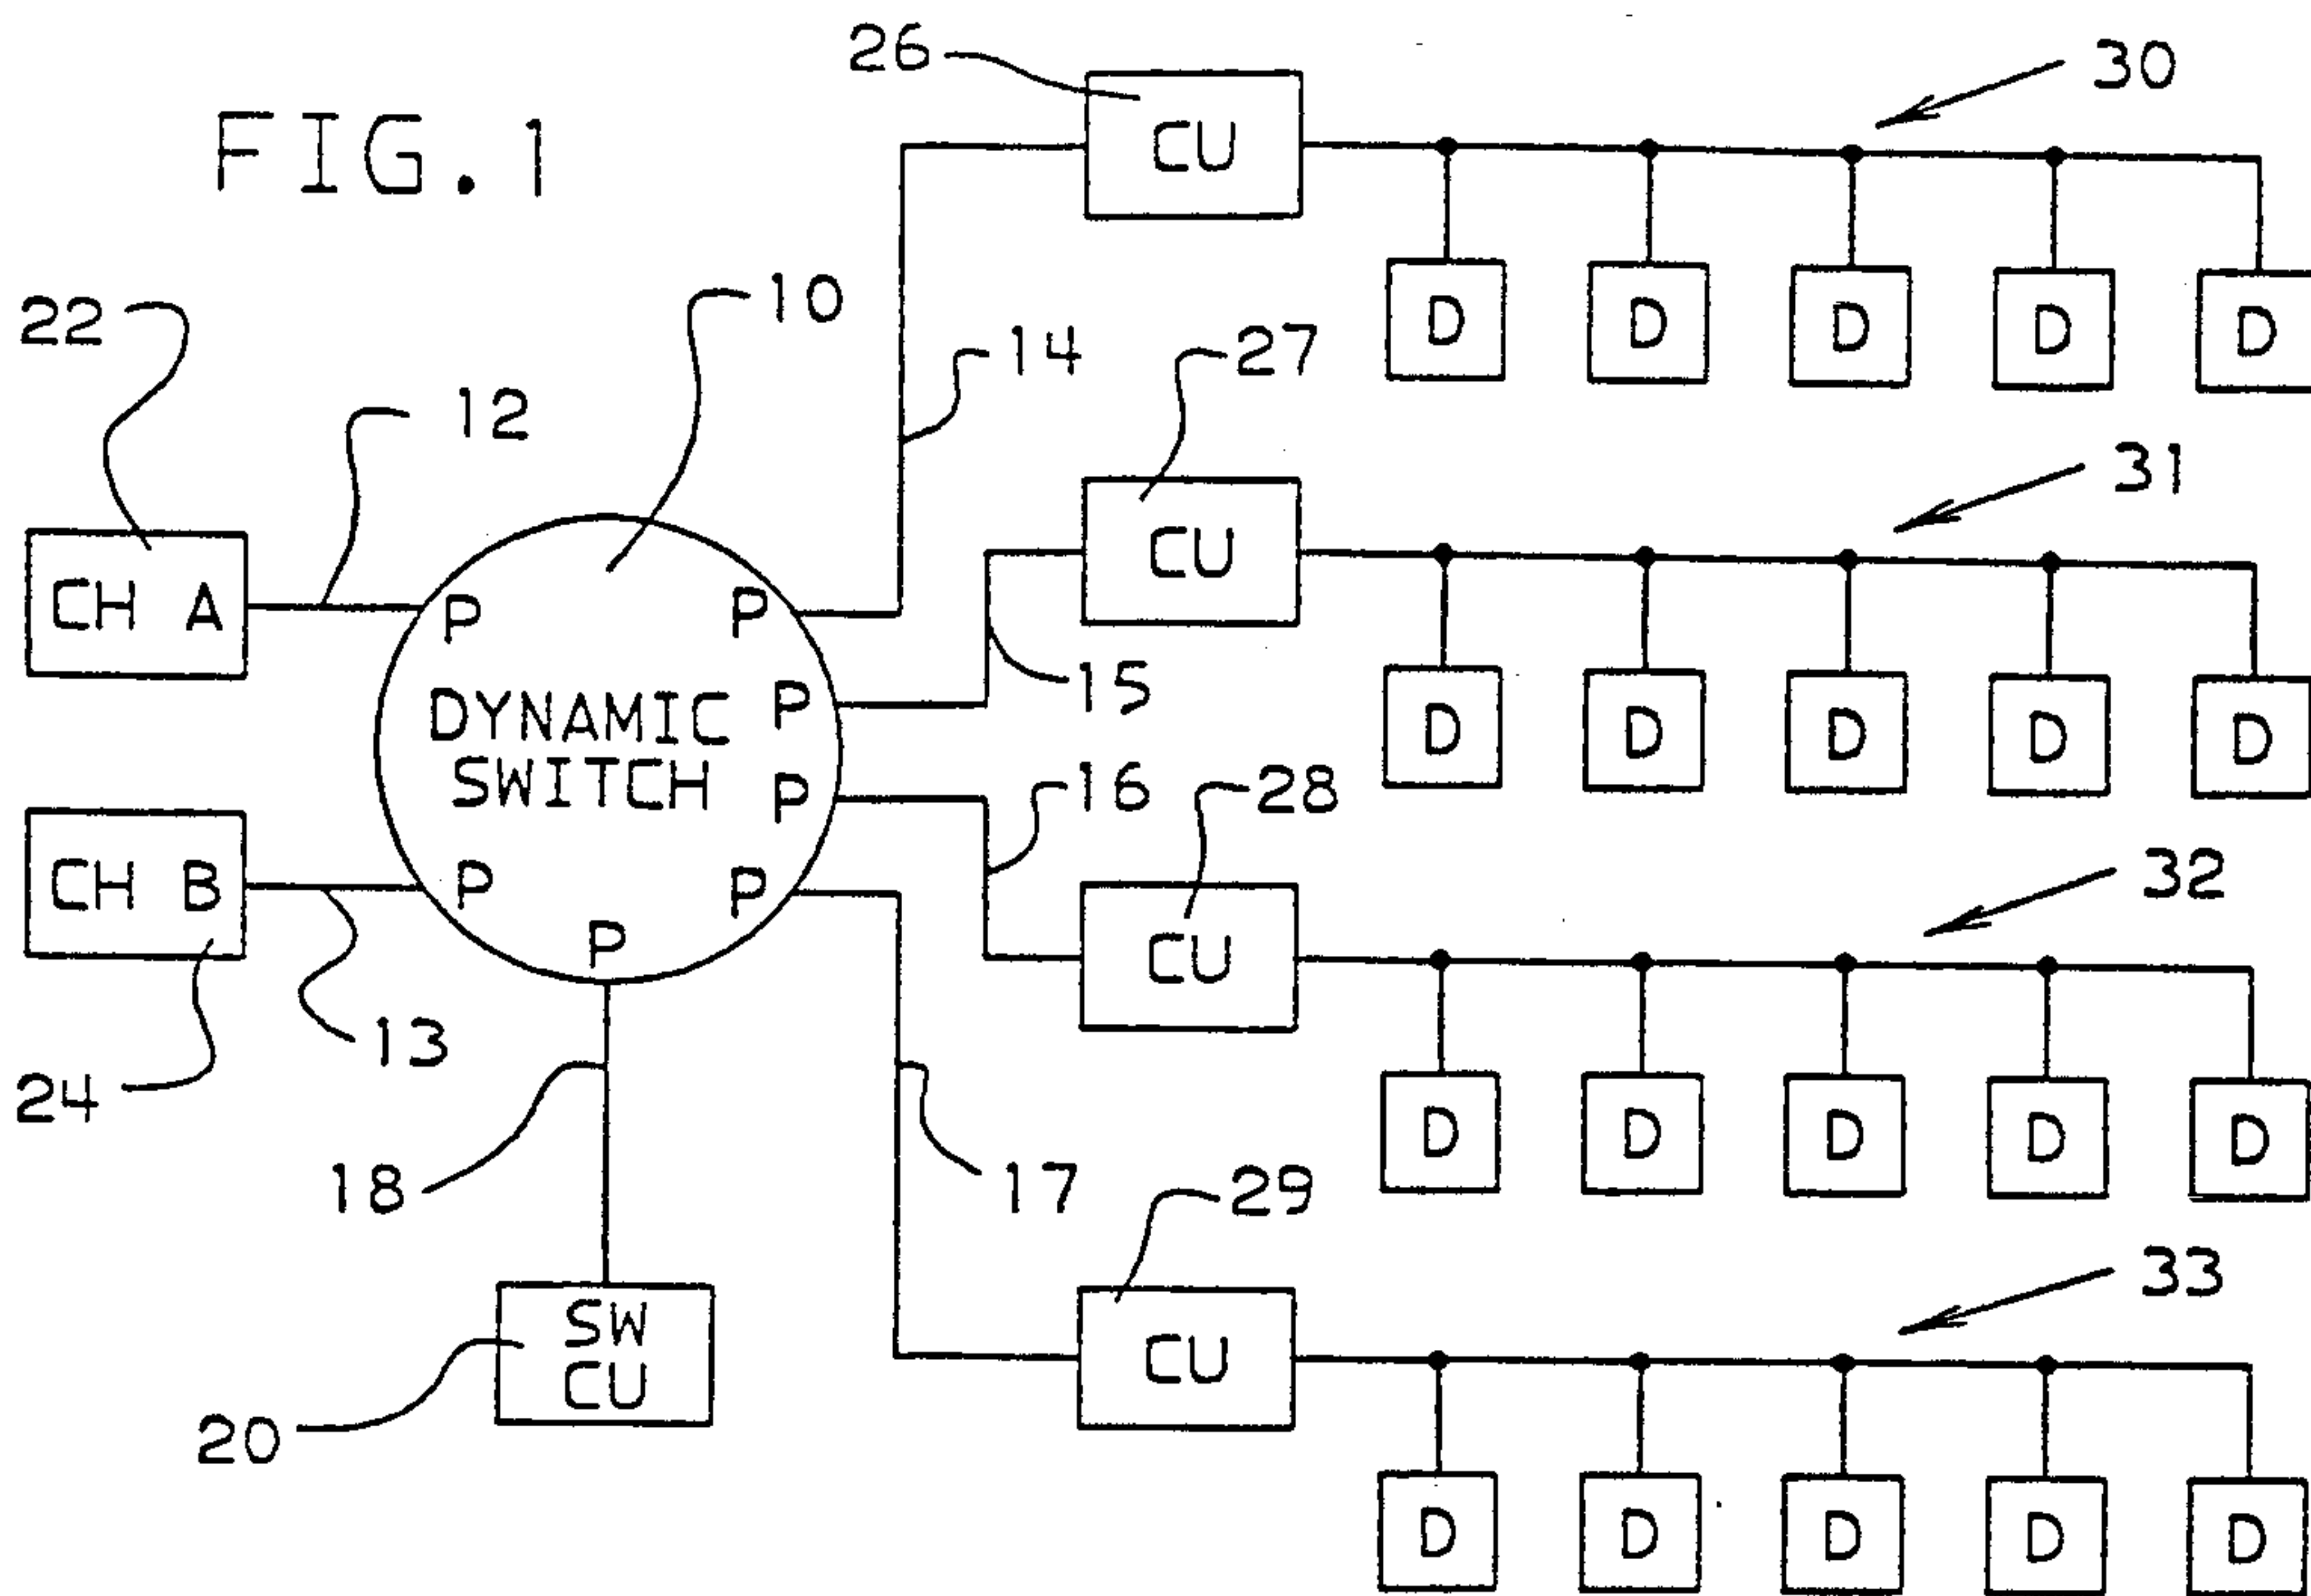 FIG. 1
26
CU
30
D D D D D
22
10
14
27
12
CU
31
CH A
P
P
DYNAMIC
SWITCH
P
15
D D D D D
P
16
28
CH B
P
P
P
CU
32
24
13
18
17
D D D D D
29
SW
CU
20
CU
33
D D D D D